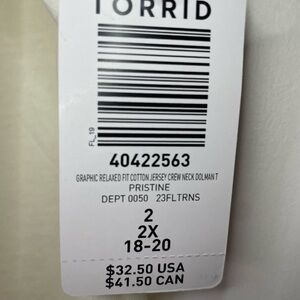 TORRID
FL_19
40422563
GRAPHIC RELAXED FIT COTTON JERSEY CREW NECK DOLMAN T
PRISTINE
DEPT 0050 23FLTRNS
2
2X
18-20
$32.50 USA
$41.50 CAN